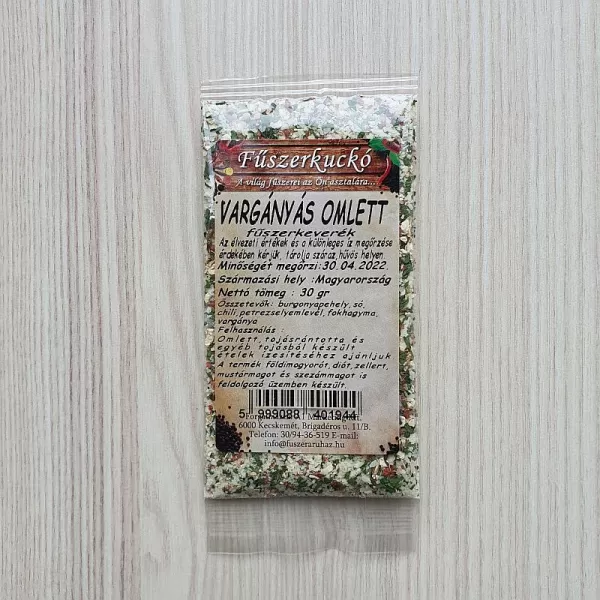 Fűszerkuckó
A világ fűszerei az Ön asztalára...
VARGÁNYÁS OMLETT
fűszerkeverék
Az élvezeti értékek és a különleges íz megőrzése
érdekében kérjük, tárolja száraz,hűvös helyen.
Minőségét megőrzi:30.04.2022.
Származási hely :Magyarország
Nettó tömeg : 30 gr
Összetevők: burgonyapehely, só,
chili, petrezselyemlevél, fokhagyma,
vargánya
Felhasználás :
Omlett,tojásrántotta és
egyéb tojásból készült
ételek ízesítéséhez ajánljuk
A termék földimogyorót,diót,zellert,
mustármagot és szezámmagot is
feldolgozó üzemben készült.
5 999088 401944
6000 Kecskemét, Brigadéros u. 11/B.
Telefon: 30/94-36-519 E-mail:
info@fuszeraruhaz.hu